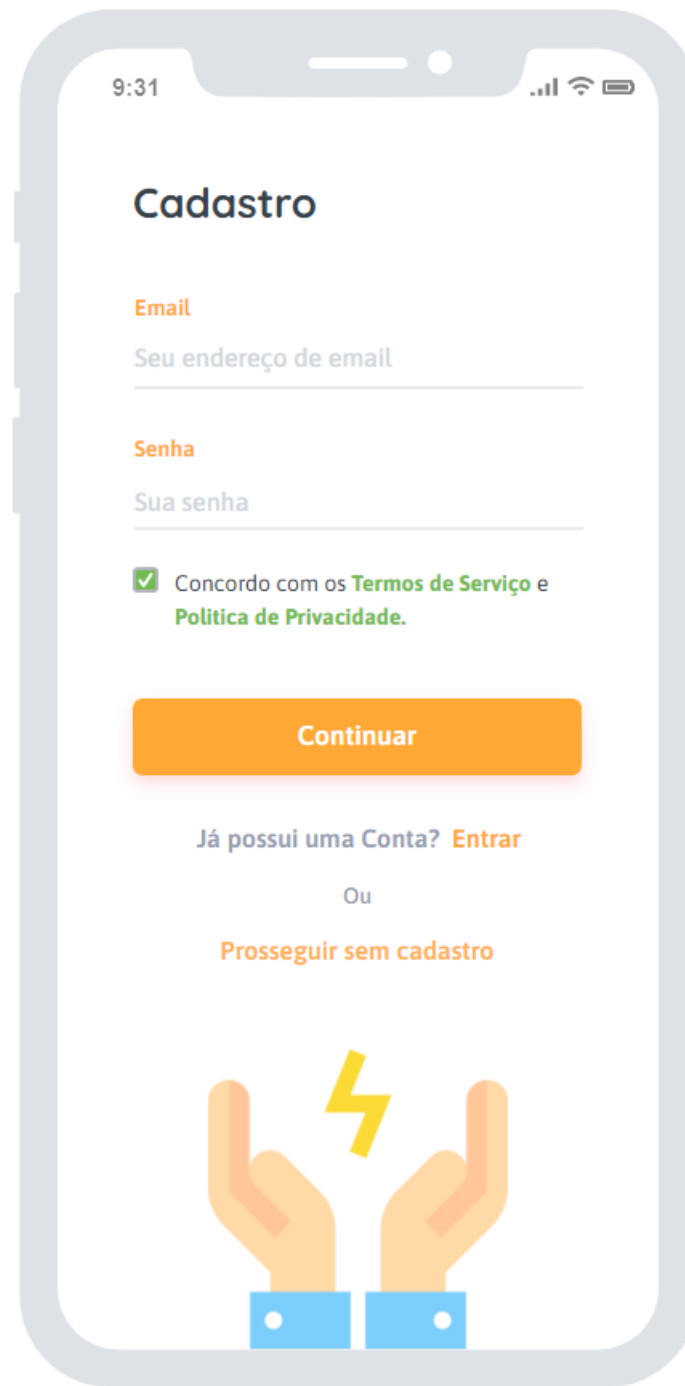 9:31
Cadastro
Email
Seu endereço de email
Senha
Sua senha
Concordo com os Termos de Serviço e
Politica de Privacidade.
Continuar
Já possui uma Conta? Entrar
Ou
Prosseguir sem cadastro